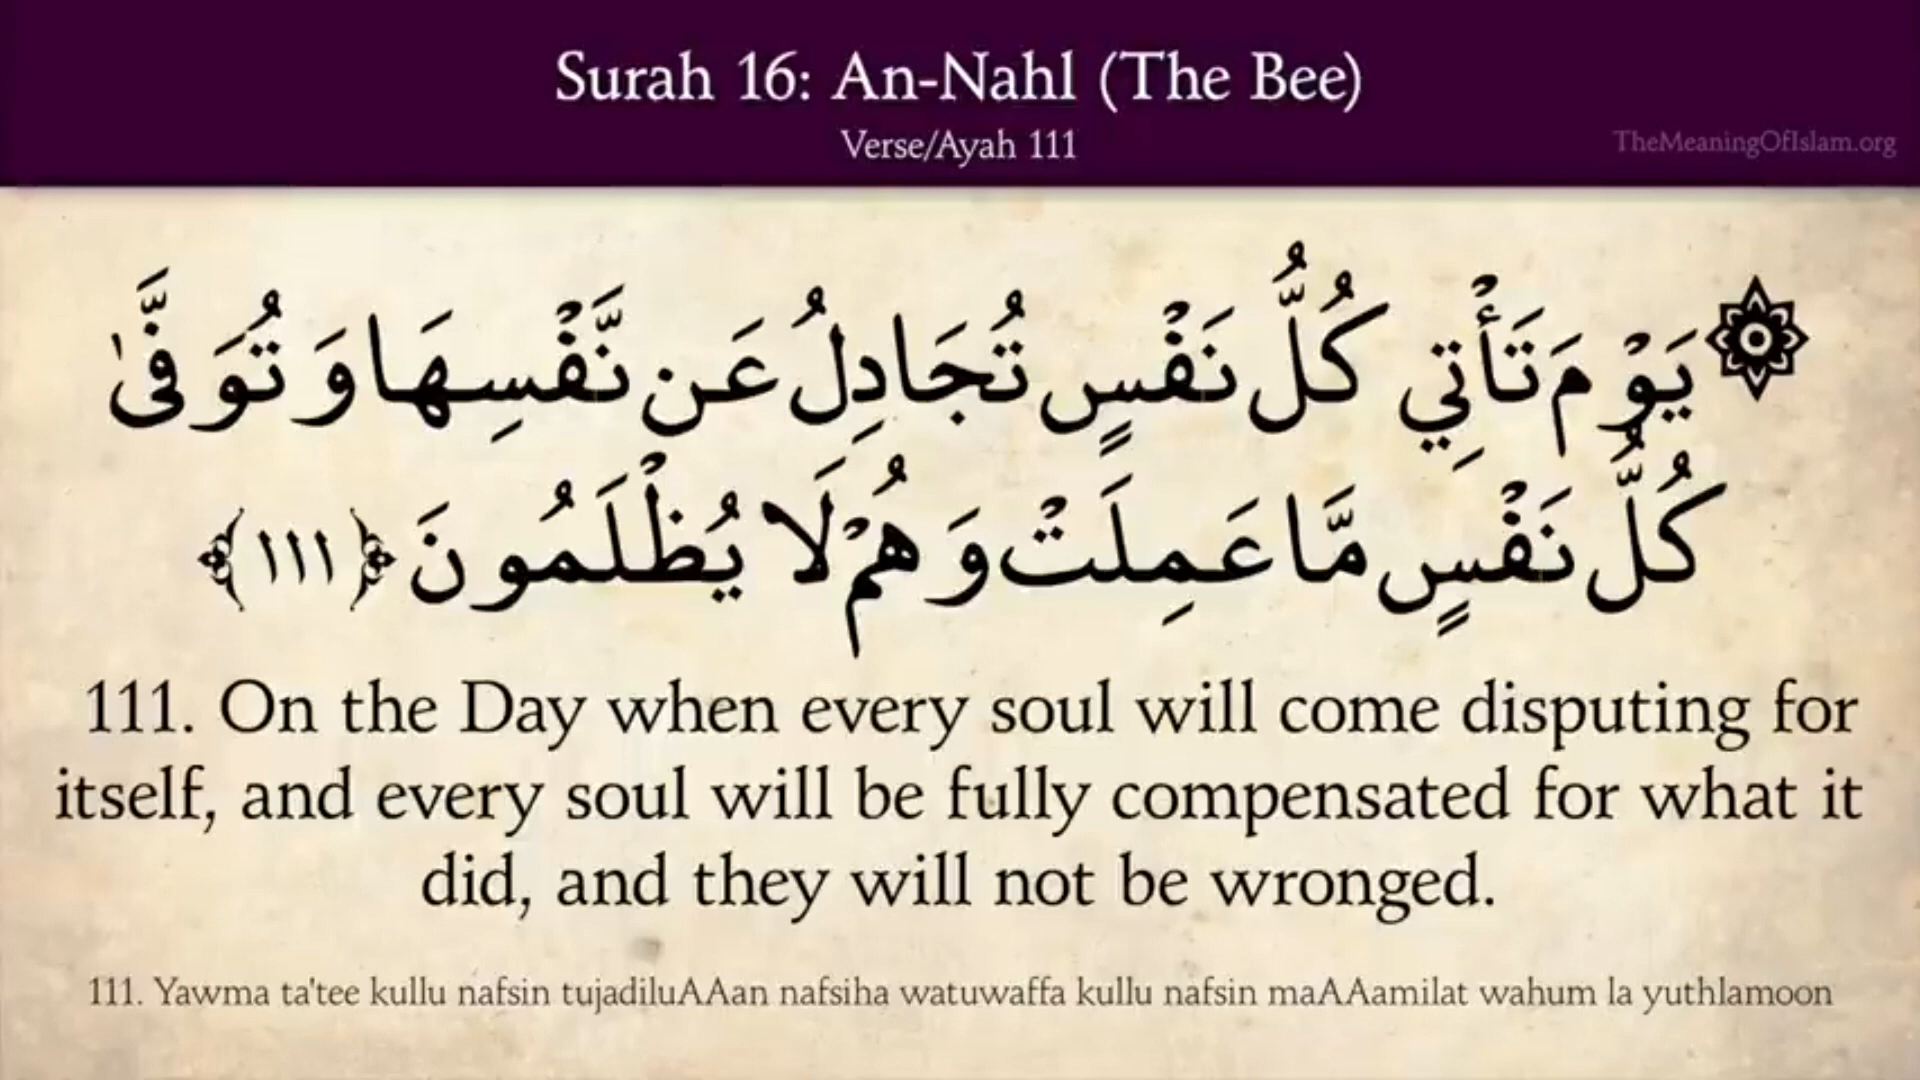 Surah 16: An-Nahl (The Bee)
Verse/Ayah 111
TheMeaningOfIslam.org
۞ يَوْمَ تَأْتِي كُلُّ نَفْسٍ تُجَادِلُ عَن نَّفْسِهَا وَتُوَفَّىٰ
كُلُّ نَفْسٍ مَّا عَمِلَتْ وَهُمْ لَا يُظْلَمُونَ ﴿١١١﴾
111. On the Day when every soul will come disputing for
itself, and every soul will be fully compensated for what it
did, and they will not be wronged.
111. Yawma ta'tee kullu nafsin tujadiluAAan nafsiha watuwaffa kullu nafsin maAAamilat wahum la yuthlamoon